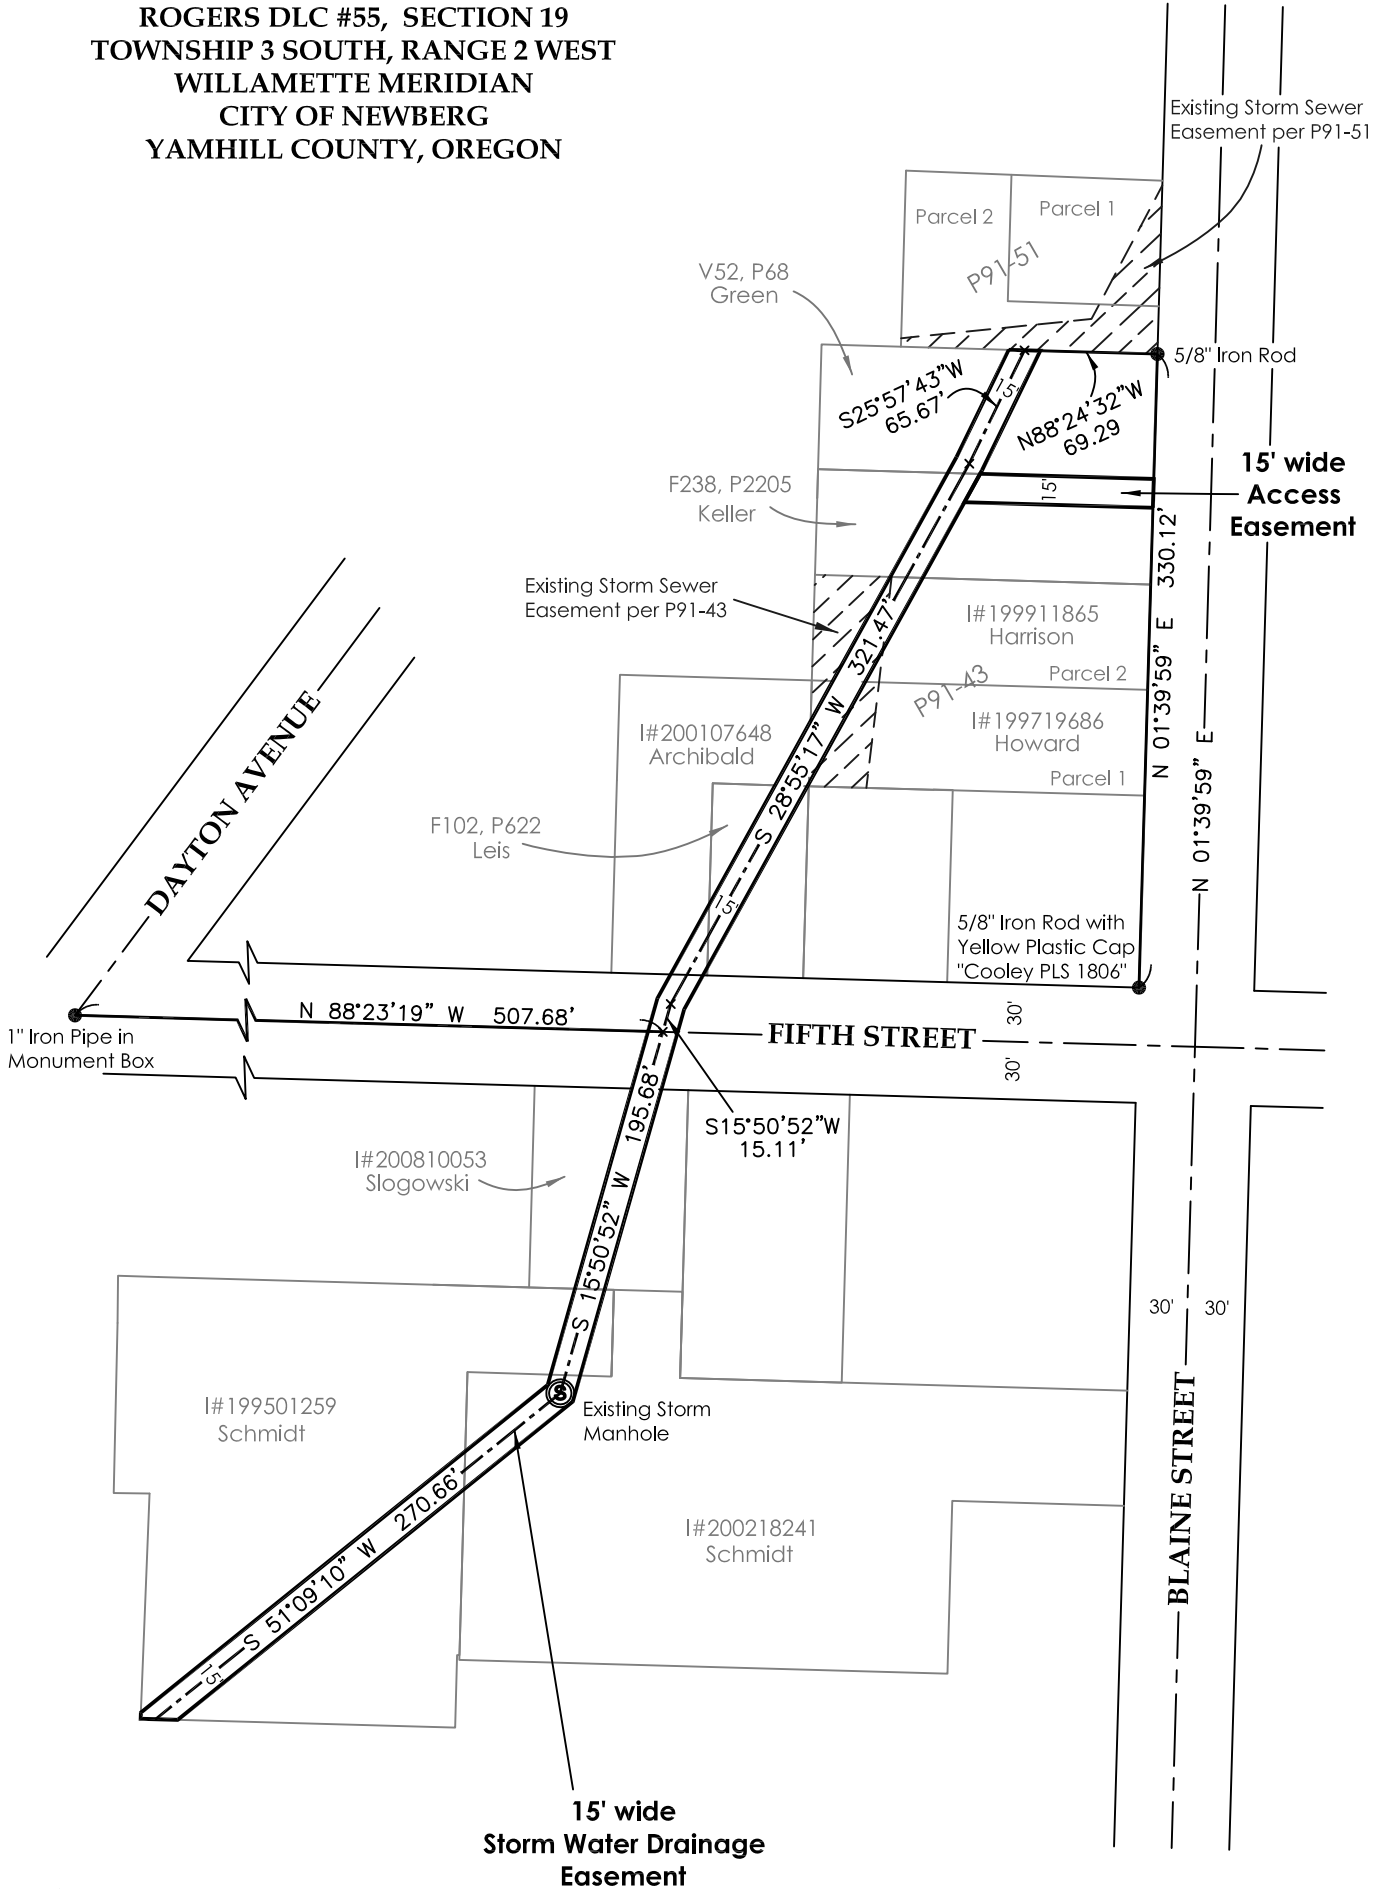 ROGERS DLC #55, SECTION 19
TOWNSHIP 3 SOUTH, RANGE 2 WEST
WILLAMETTE MERIDIAN
CITY OF NEWBERG
YAMHILL COUNTY, OREGON
Existing Storm Sewer
Easement per P91-51
Parcel 2
Parcel 1
P91-51
V52, P68
Green
5/8" Iron Rod
S25°57'43"W
65.67'
15'
N88°24'32"W
69.29
15' wide
Access
Easement
F238, P2205
Keller
15'
N 01°39'59" E 330.12'
Existing Storm Sewer
Easement per P91-43
I#199911865
Harrison
Parcel 2
P91-43
S 28°55'17" W 321.47'
I#200107648
Archibald
I#199719686
Howard
Parcel 1
N 01°39'59" E
DAYTON AVENUE
F102, P622
Leis
15'
5/8" Iron Rod with
Yellow Plastic Cap
"Cooley PLS 1806"
N 88°23'19" W 507.68'
30'
FIFTH STREET
30'
1" Iron Pipe in
Monument Box
S15°50'52"W
15.11'
I#200810053
Slogowski
S 15°50'52" W 195.68'
30'
30'
I#199501259
Schmidt
S
Existing Storm
Manhole
BLAINE STREET
S 51°09'10" W 270.66'
15'
I#200218241
Schmidt
15' wide
Storm Water Drainage
Easement